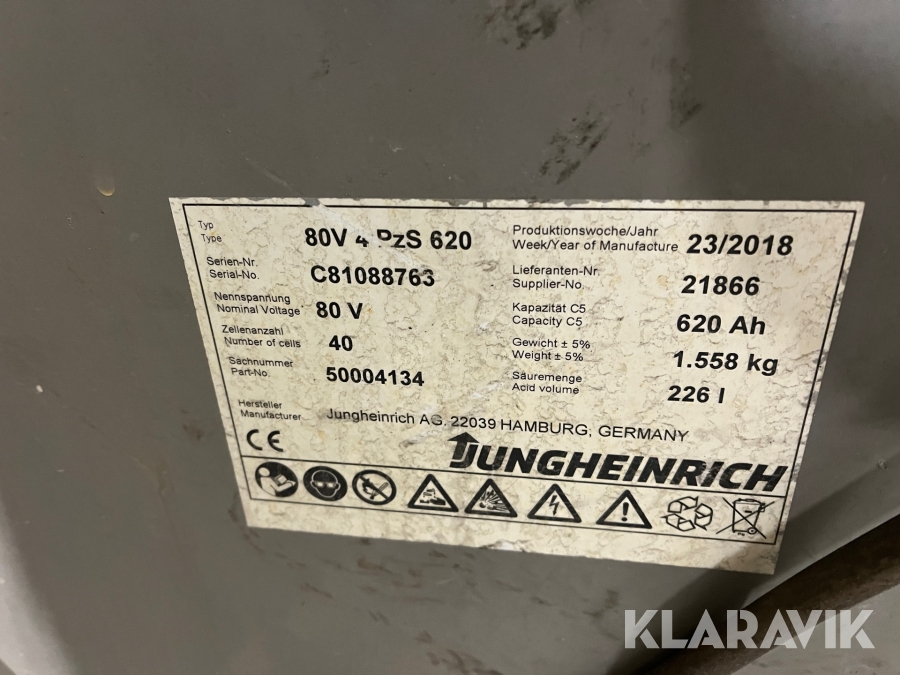 Typ
Type 80V 4 PzS 620
Serien-Nr.
Serial-No. C81088763
Nennspannung
Nominal Voltage 80 V
Zellenanzahl
Number of cells 40
Sachnummer
Part-No. 50004134
Produktionswoche/Jahr
Week/Year of Manufacture 23/2018
Lieferanten-Nr.
Supplier-No. 21866
Kapazität C5
Capacity C5 620 Ah
Gewicht ± 5%
Weight ± 5% 1.558 kg
Säuremenge
Acid volume 226 l
Hersteller
Manufacturer Jungheinrich AG. 22039 HAMBURG, GERMANY
CE
JUNGHEINRICH
KLARAVIK